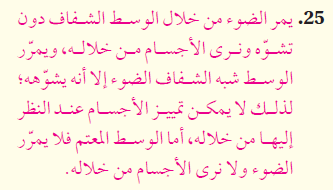 25. يمر الضوء من خلال الوسط الشفاف دون
تشوّه ونرى الأجسام من خلاله، ويمرّر
الوسط شبه الشفاف الضوء إلا أنه يشوّهه؛
لذلك لا يمكن تمييز الأجسام عند النظر
إليها من خلاله، أما الوسط المعتم فلا يمرّر
الضوء ولا نرى الأجسام من خلاله.